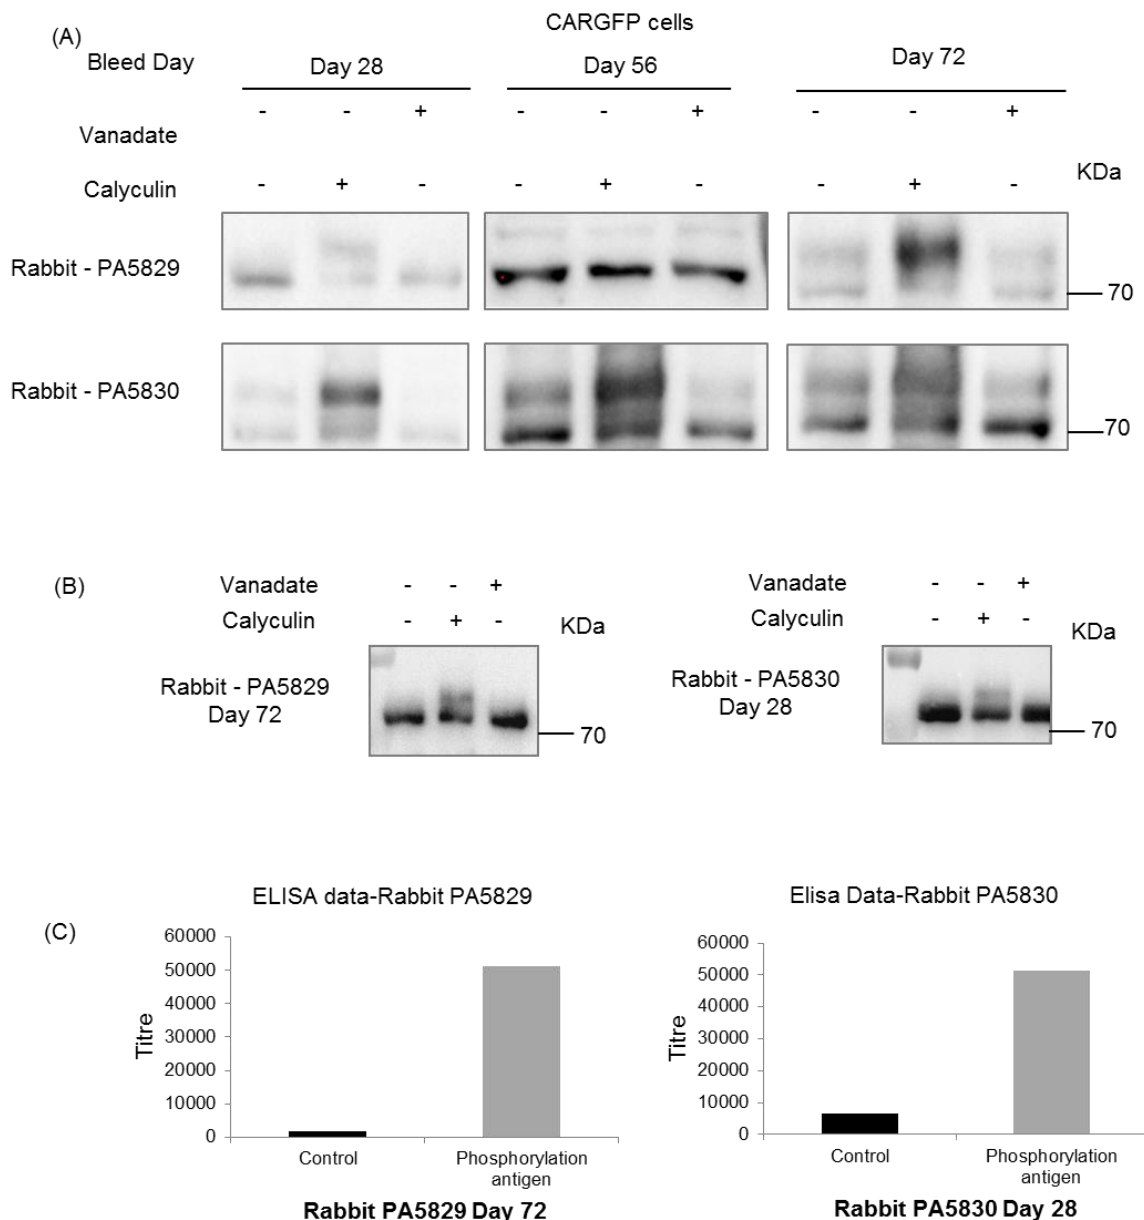 (A)
CARGFP cells
Bleed Day Day 28 Day 56 Day 72
Vanadate - - + - - + - - +
Calyculin - + - - + - - + - KDa
Rabbit - PA5829 70
Rabbit - PA5830 70
(B)
Vanadate - - +
Calyculin - + - KDa
Rabbit - PA5829
Day 72
70
Vanadate - - +
Calyculin - + - KDa
Rabbit - PA5830
Day 28
70
(C)
ELISA data-Rabbit PA5829
Titre
60000
50000
40000
30000
20000
10000
0
Control
Phosphorylation
antigen
Rabbit PA5829 Day 72
Elisa Data-Rabbit PA5830
Titre
60000
50000
40000
30000
20000
10000
0
Control
Phosphorylation
antigen
Rabbit PA5830 Day 28